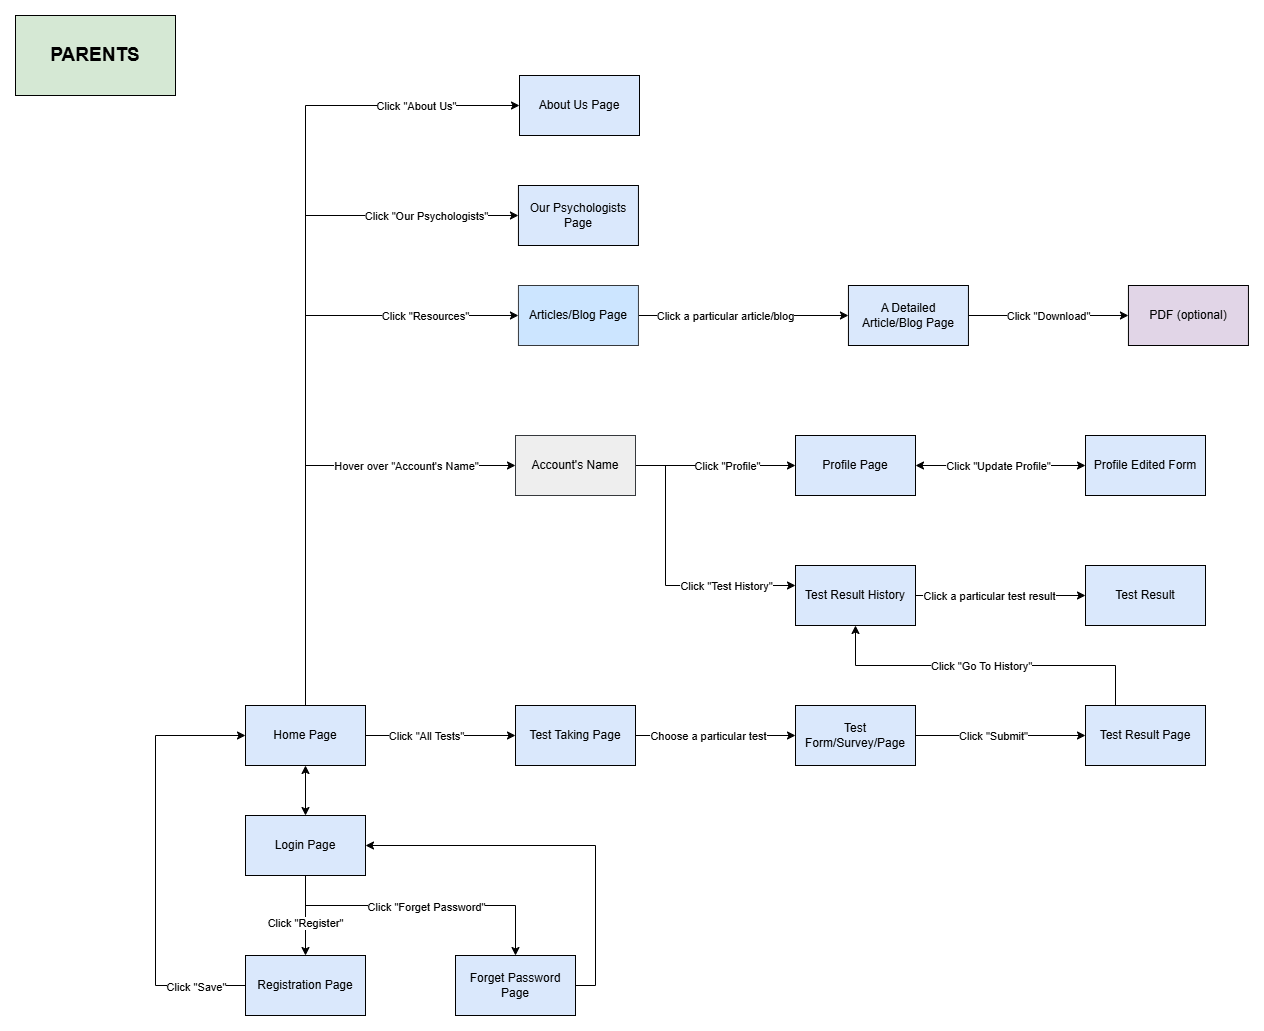 PARENTS
Click "About Us"
About Us Page
Click "Our Psychologists"
Our Psychologists
Page
Click "Resources"
Articles/Blog Page
Click a particular article/blog
A Detailed
Article/Blog Page
Click "Download"
PDF (optional)
Hover over "Account's Name"
Account's Name
Click "Profile"
Profile Page
Click "Update Profile"
Profile Edited Form
Click "Test History"
Test Result History
Click a particular test result
Test Result
Click "Go To History"
Home Page
Click "All Tests"
Test Taking Page
Choose a particular test
Test
Form/Survey/Page
Click "Submit"
Test Result Page
Login Page
Click "Forget Password"
Click "Register"
Click "Save"
Registration Page
Forget Password
Page